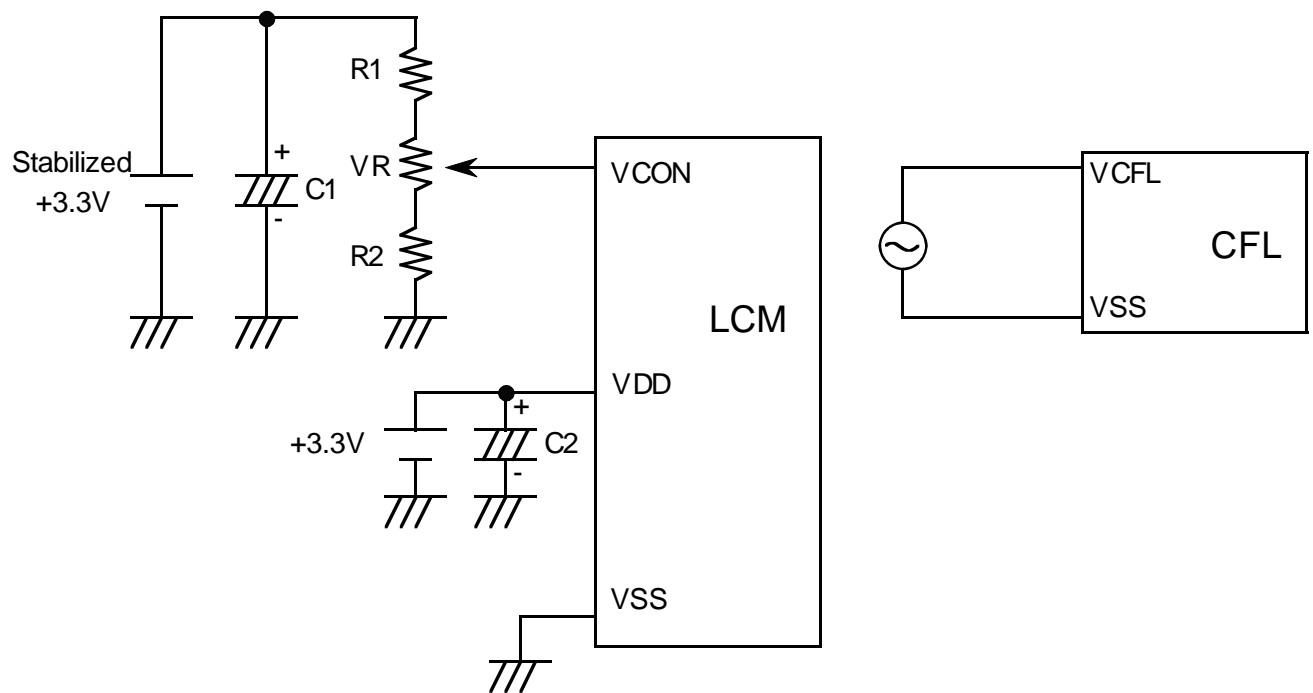 R1
Stabilized
+3.3V
+
C1
-
VR
R2
VCON
LCM
VDD
+3.3V
+
C2
-
VSS
VCFL
CFL
VSS